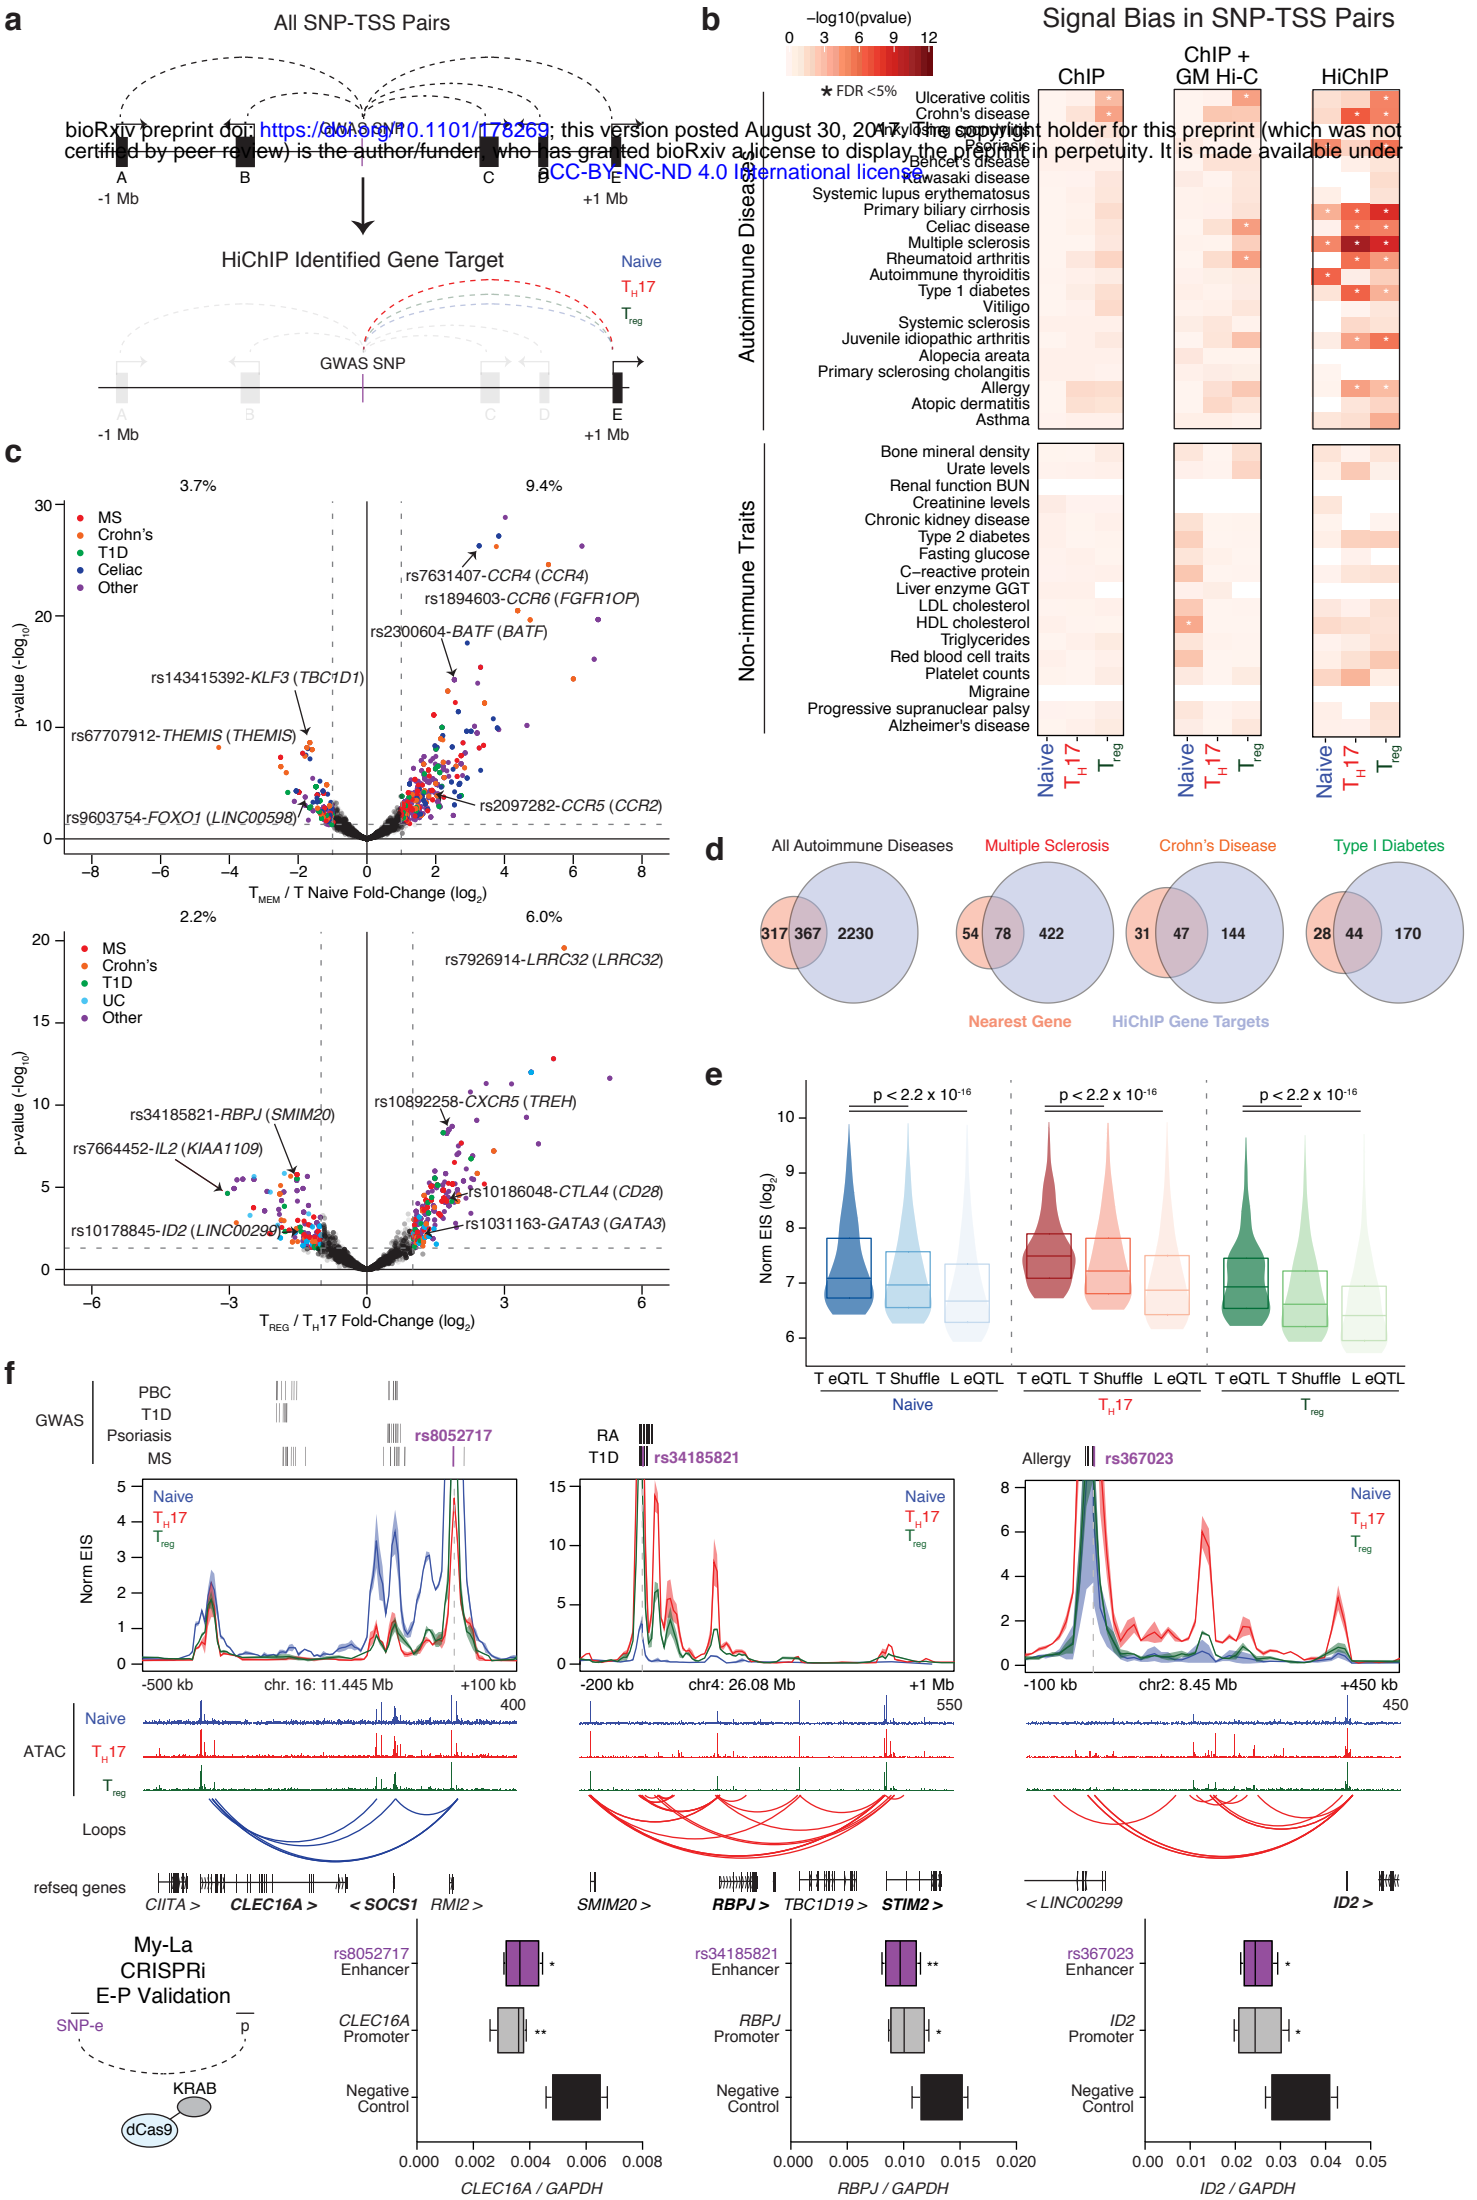 a
All SNP-TSS Pairs
GWAS SNP
A
B
C
D
E
-1 Mb
+1 Mb
bioRxiv preprint doi: https://doi.org/10.1101/178269; this version posted August 30, 2017. The copyright holder for this preprint (which was not
certified by peer review) is the author/funder, who has granted bioRxiv a license to display the preprint in perpetuity. It is made available under
aCC-BY-NC-ND 4.0 International license.
HiChIP Identified Gene Target
Naive
TH17
Treg
GWAS SNP
A
B
C
D
E
-1 Mb
+1 Mb
b
Signal Bias in SNP-TSS Pairs
−log10(pvalue)
0 3 6 9 12
* FDR <5%
ChIP
ChIP +
GM Hi-C
HiChIP
Autoimmune Diseases
Ulcerative colitis
Crohn's disease
Ankylosing spondylitis
Psoriasis
Behcet's disease
Kawasaki disease
Systemic lupus erythematosus
Primary biliary cirrhosis
Celiac disease
Multiple sclerosis
Rheumatoid arthritis
Autoimmune thyroiditis
Type 1 diabetes
Vitiligo
Systemic sclerosis
Juvenile idiopathic arthritis
Alopecia areata
Primary sclerosing cholangitis
Allergy
Atopic dermatitis
Asthma
Non-immune Traits
Bone mineral density
Urate levels
Renal function BUN
Creatinine levels
Chronic kidney disease
Type 2 diabetes
Fasting glucose
C−reactive protein
Liver enzyme GGT
LDL cholesterol
HDL cholesterol
Triglycerides
Red blood cell traits
Platelet counts
Migraine
Progressive supranuclear palsy
Alzheimer's disease
Naive TH17 Treg
Naive TH17 Treg
Naive TH17 Treg
c
3.7%
9.4%
MS
Crohn's
T1D
Celiac
Other
rs7631407-CCR4 (CCR4)
rs1894603-CCR6 (FGFR1OP)
rs2300604-BATF (BATF)
rs143415392-KLF3 (TBC1D1)
rs67707912-THEMIS (THEMIS)
rs2097282-CCR5 (CCR2)
rs9603754-FOXO1 (LINC00598)
p-value (-log10)
30
20
10
0
−8 −6 −4 −2 0 2 4 6 8
TMEM / T Naive Fold-Change (log2)
2.2%
6.0%
MS
Crohn's
T1D
UC
Other
rs7926914-LRRC32 (LRRC32)
rs10892258-CXCR5 (TREH)
rs34185821-RBPJ (SMIM20)
rs7664452-IL2 (KIAA1109)
rs10186048-CTLA4 (CD28)
rs1031163-GATA3 (GATA3)
rs10178845-ID2 (LINC00299)
p-value (-log10)
20
15
10
5
0
−6 −3 0 3 6
TREG / TH17 Fold-Change (log2)
d
All Autoimmune Diseases
317 367 2230
Multiple Sclerosis
54 78 422
Crohn's Disease
31 47 144
Type I Diabetes
28 44 170
Nearest Gene
HiChIP Gene Targets
e
p < 2.2 x 10-16
p < 2.2 x 10-16
p < 2.2 x 10-16
Norm EIS (log2)
10
9
8
7
6
T eQTL T Shuffle L eQTL
T eQTL T Shuffle L eQTL
T eQTL T Shuffle L eQTL
Naive
TH17
Treg
f
GWAS
PBC
T1D
Psoriasis
MS
rs8052717
RA
T1D
rs34185821
Allergy
rs367023
Norm EIS
5
4
3
2
1
0
Naive
TH17
Treg
15
10
5
0
Naive
TH17
Treg
8
6
4
2
0
Naive
TH17
Treg
-500 kb chr. 16: 11.445 Mb +100 kb
-200 kb chr4: 26.08 Mb +1 Mb
-100 kb chr2: 8.45 Mb +450 kb
400
550
450
ATAC
Naive
TH17
Treg
Loops
refseq genes
CIITA > CLEC16A > < SOCS1 RMI2 >
SMIM20 > RBPJ > TBC1D19 > STIM2 >
< LINC00299 ID2 >
My-La
CRISPRi
E-P Validation
SNP-e
p
KRAB
dCas9
rs8052717
Enhancer
*
CLEC16A
Promoter
**
Negative
Control
0.000 0.002 0.004 0.006 0.008
CLEC16A / GAPDH
rs34185821
Enhancer
**
RBPJ
Promoter
*
Negative
Control
0.000 0.005 0.010 0.015 0.020
RBPJ / GAPDH
rs367023
Enhancer
*
ID2
Promoter
*
Negative
Control
0.00 0.01 0.02 0.03 0.04 0.05
ID2 / GAPDH